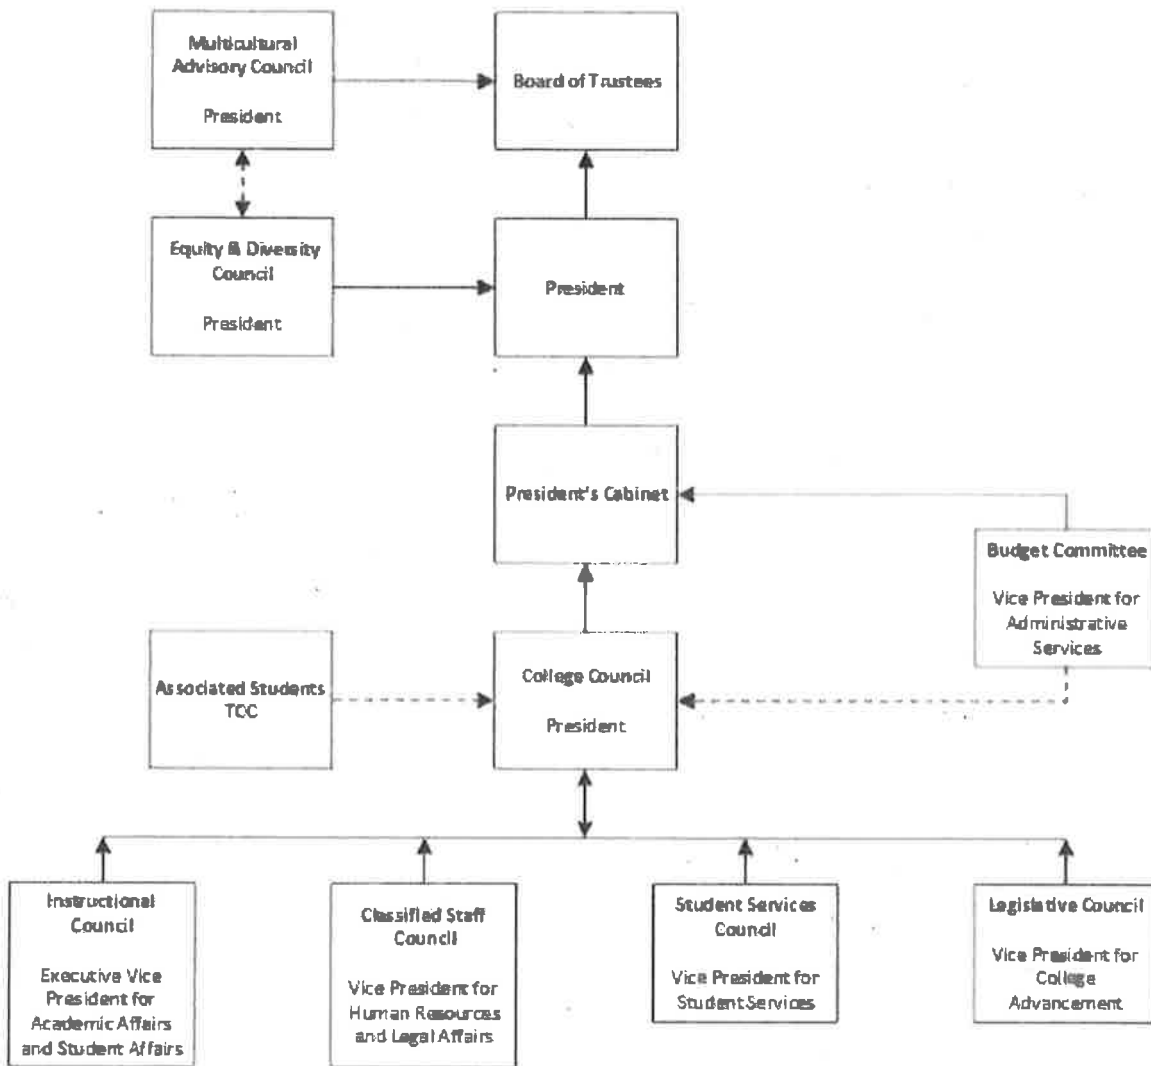 Multicultural
Advisory Council
President
Board of Trustees
Equity & Diversity
Council
President
President
President's Cabinet
Budget Committee
Vice President for
Administrative
Services
Associated Students
TCC
College Council
President
Instructional
Council
Executive Vice
President for
Academic Affairs
and Student Affairs
Classified Staff
Council
Vice President for
Human Resources
and Legal Affairs
Student Services
Council
Vice President for
Student Services
Legislative Council
Vice President for
College
Advancement